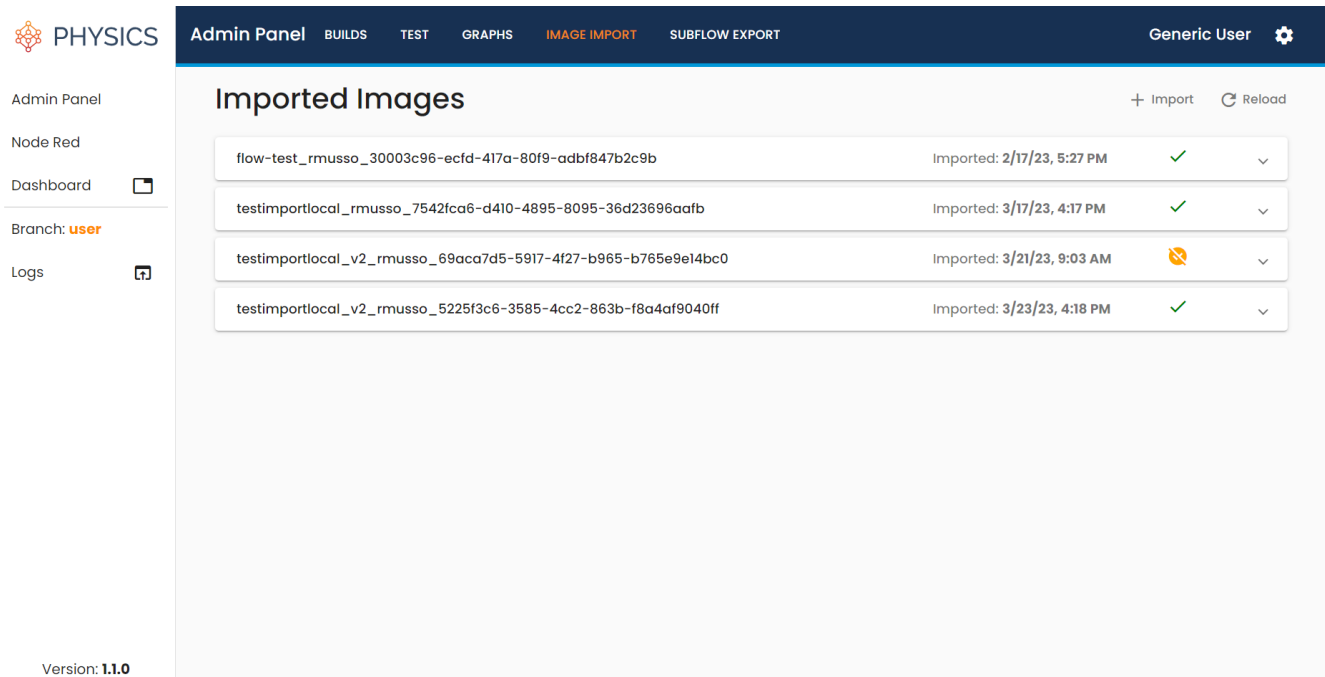 PHYSICS
Admin Panel BUILDS TEST GRAPHS IMAGE IMPORT SUBFLOW EXPORT Generic User
Admin Panel
Node Red
Dashboard
Branch: user
Logs
Version: 1.1.0
Imported Images
Import Reload
flow-test_rmusso_30003c96-ecfd-417a-80f9-adbf847b2c9b Imported: 2/17/23, 5:27 PM
testimportlocal_rmusso_7542fca6-d410-4895-8095-36d23696aafb Imported: 3/17/23, 4:17 PM
testimportlocal_v2_rmusso_69aca7d5-5917-4f27-b965-b765e9e14bc0 Imported: 3/21/23, 9:03 AM
testimportlocal_v2_rmusso_5225f3c6-3585-4cc2-863b-f8a4af9040ff Imported: 3/23/23, 4:18 PM